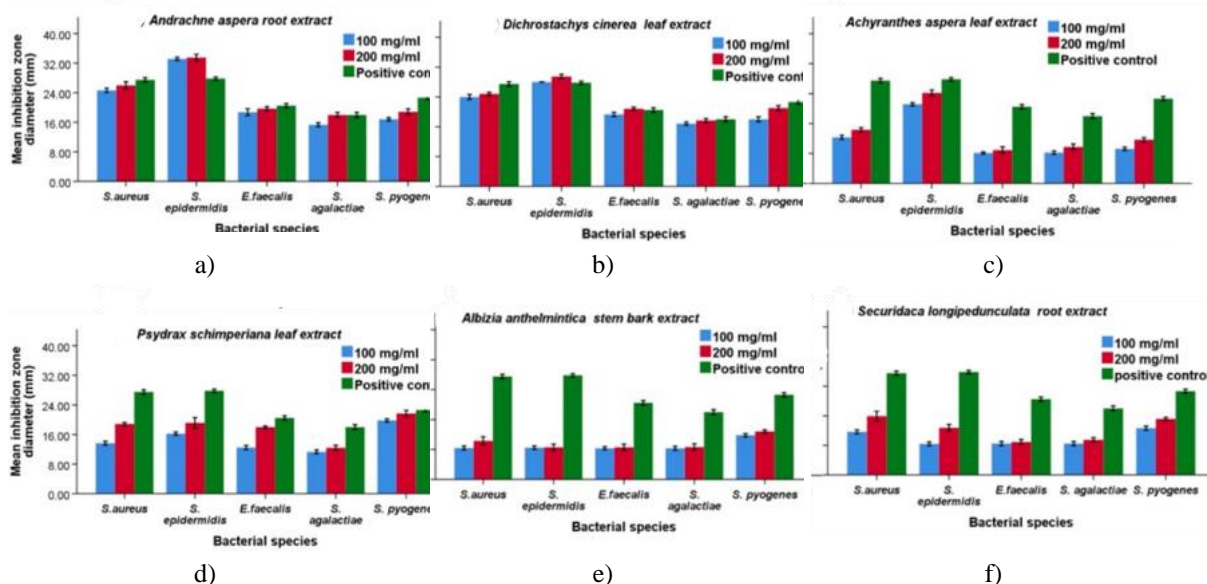 Andrachne aspera root extract
100 mg/ml
200 mg/ml
Positive cont
Mean inhibition zone
diameter (mm)
40.00
32.00
24.00
16.00
8.00
0.00
S.aureus
S.
epidermidis
E.faecalis
S.
agalactiae
S. pyogenes
Bacterial species
a)
Dichrostachys cinerea leaf extract
100 mg/ml
200 mg/ml
Positive contr
S.aureus
S.
epidermidis
E.faecalis
S. agalactiae
S. pyogenes
Bacterial species
b)
Achyranthes aspera leaf extract
100 mg/ml
200 mg/ml
Positive control
S.aureus
S.
epidermidis
E.faecalis
S.
agalactiae
S. pyogenes
Bacterial species
c)
Psydrax schimperiana leaf extract
100 mg/ml
200 mg/ml
Positive con
Mean inhibition zone
diameter (mm)
40.00
32.00
24.00
16.00
8.00
0.00
S.aureus
S.
epidermidis
E.faecalis
S.
agalactiae
S. pyogenes
Bacterial species
d)
Albizia anthelmintica stem bark extract
100 mg/ml
200 mg/ml
Positive control
S.aureus
S.
epidermidis
E.faecalis
S.
agalactiae
S. pyogenes
Bacterial species
e)
Securidaca longipedunculata root extract
100 mg/ml
200 mg/ml
positive control
S.aureus
S.
epidermidis
E.faecalis
S. agalactiae
S. pyogenes
Bacterial species
f)